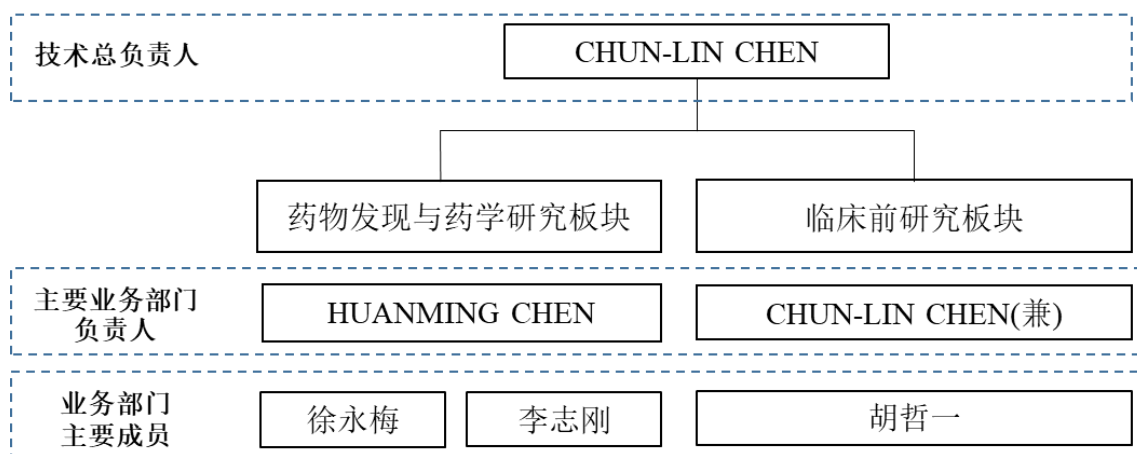 技术总负责人
CHUN-LIN CHEN
药物发现与药学研究板块
临床前研究板块
主要业务部门
负责人
HUANMING CHEN
CHUN-LIN CHEN(兼)
业务部门
主要成员
徐永梅
李志刚
胡哲一